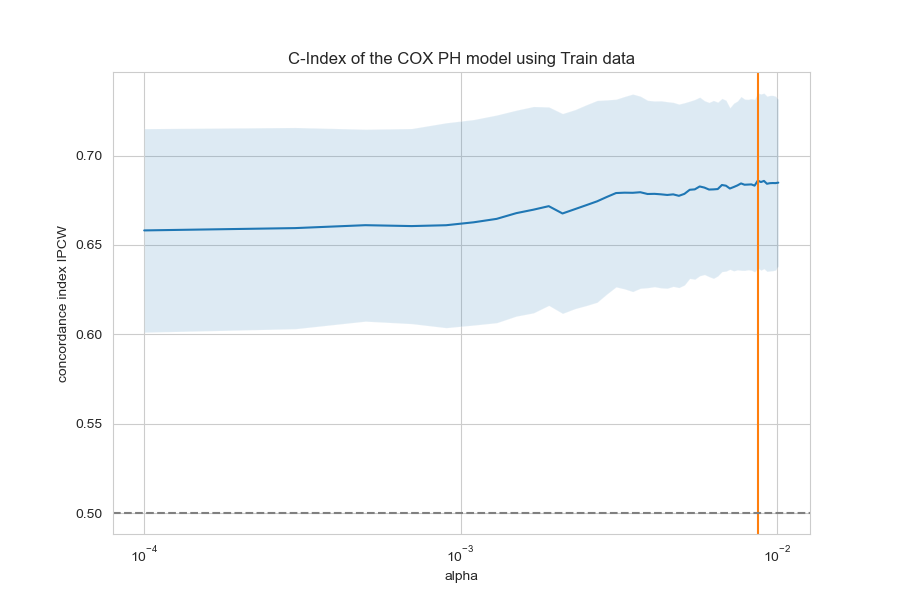 C-Index of the COX PH model using Train data
concordance index IPCW
0.70
0.65
0.60
0.55
0.50
10⁻⁴
10⁻³
10⁻²
alpha